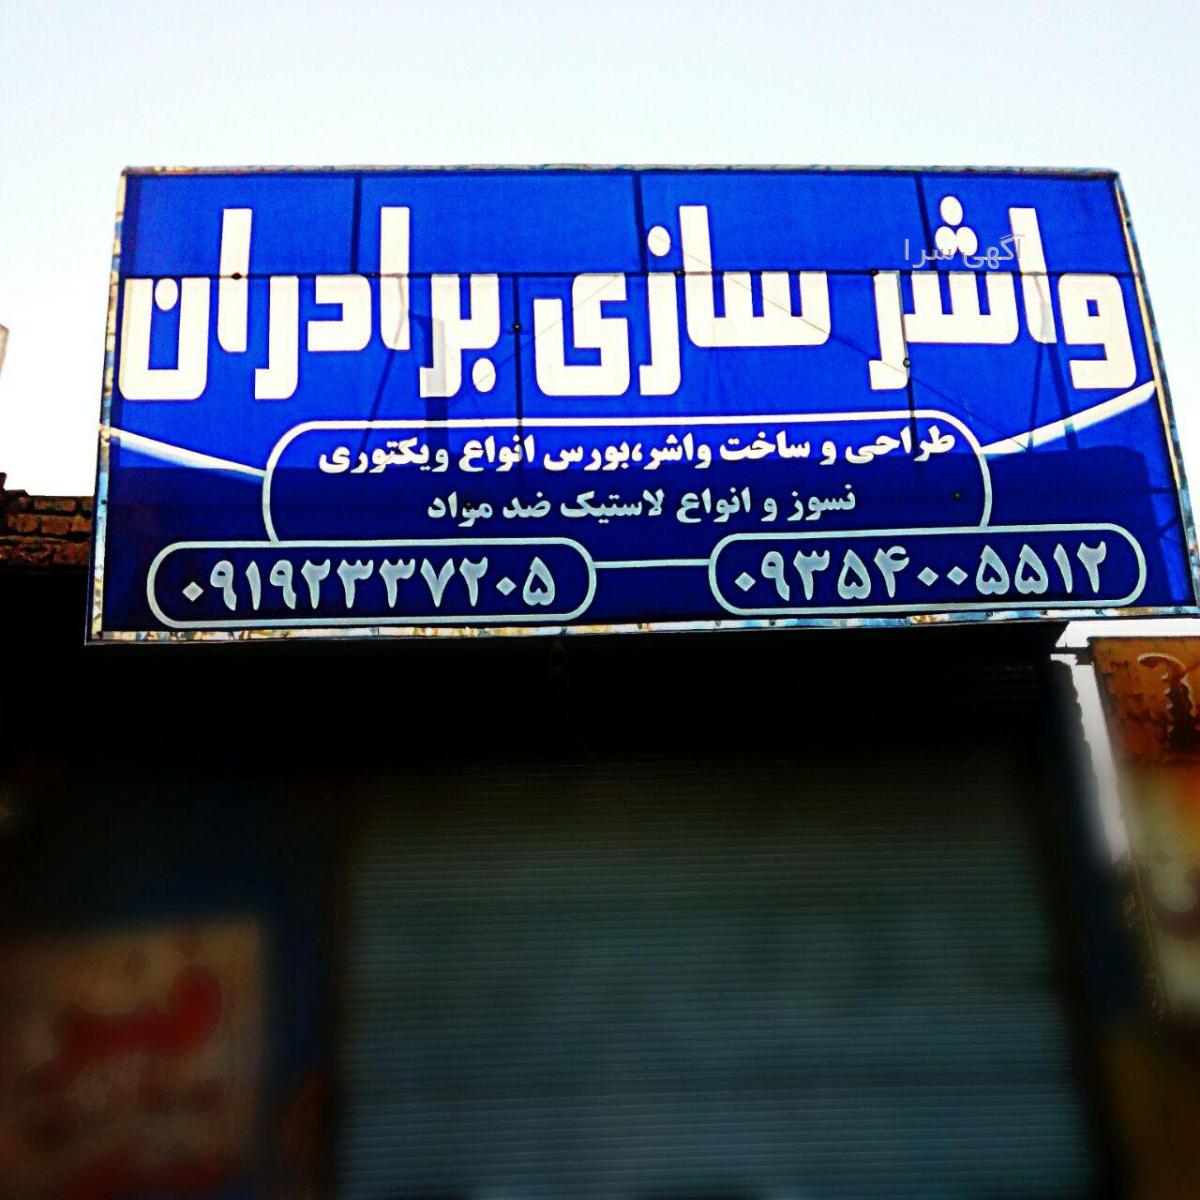 واشر سازی برادران
آگهی سرا
طراحی و ساخت واشر،بورس انواع ویکتوری
نسوز و انواع لاستیک ضد مواد
۰۹۳۵۴۰۰۵۵۱۲
۰۹۱۹۲۳۳۷۲۰۵